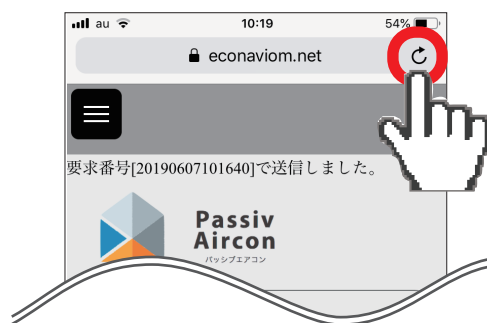 au 10:19 54%
econaviom.net
要求番号[20190607101640]で送信しました。
Passiv
Aircon
パッシブエアコン